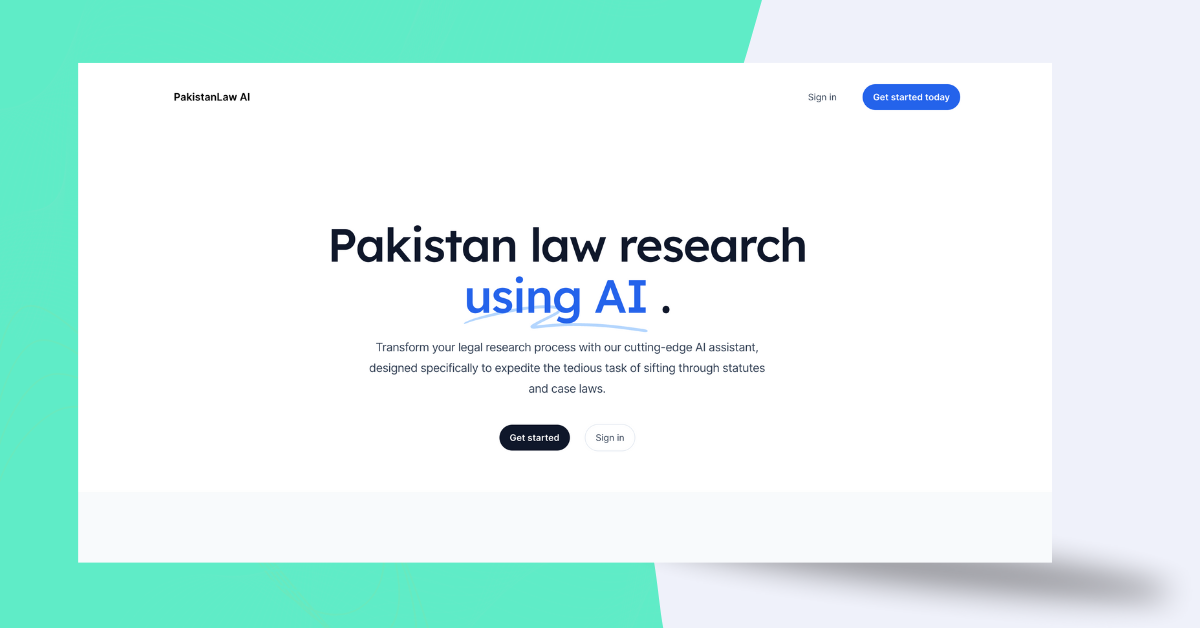 PakistanLaw AI
Sign in
Get started today
Pakistan law research
using AI .
Transform your legal research process with our cutting-edge AI assistant,
designed specifically to expedite the tedious task of sifting through statutes
and case laws.
Get started
Sign in